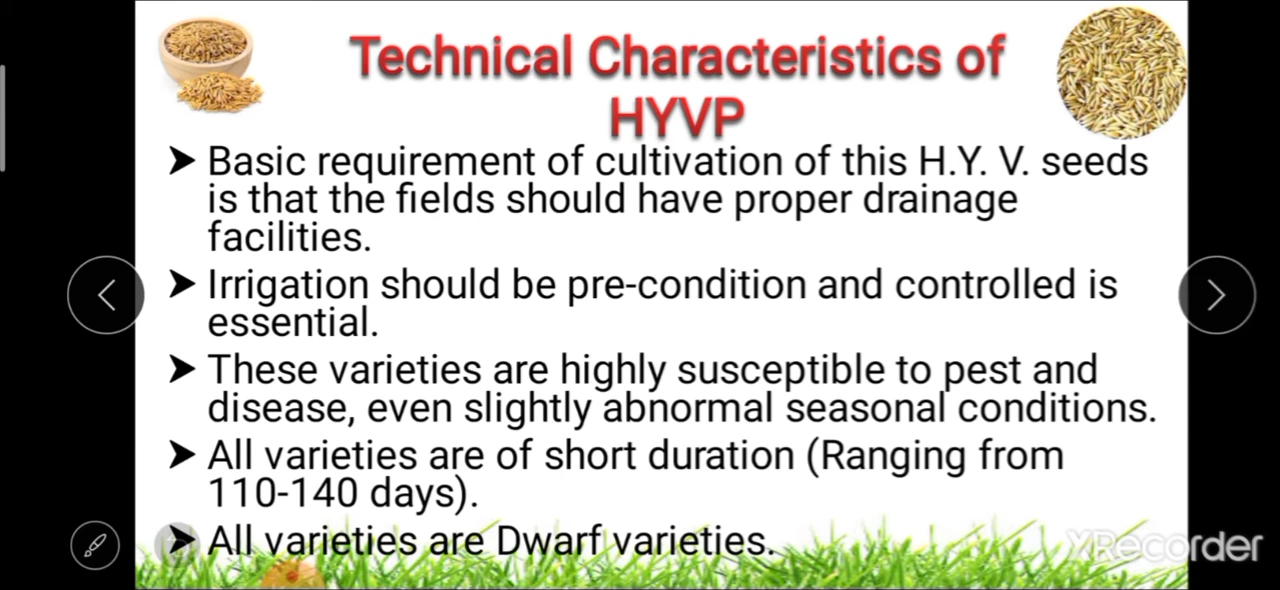 Technical Characteristics of
HYVP
➤ Basic requirement of cultivation of this H.Y. V. seeds
is that the fields should have proper drainage
facilities.
➤ Irrigation should be pre-condition and controlled is
essential.
➤ These varieties are highly susceptible to pest and
disease, even slightly abnormal seasonal conditions.
➤ All varieties are of short duration (Ranging from
110-140 days).
➤ All varieties are Dwarf varieties.
XRecorder